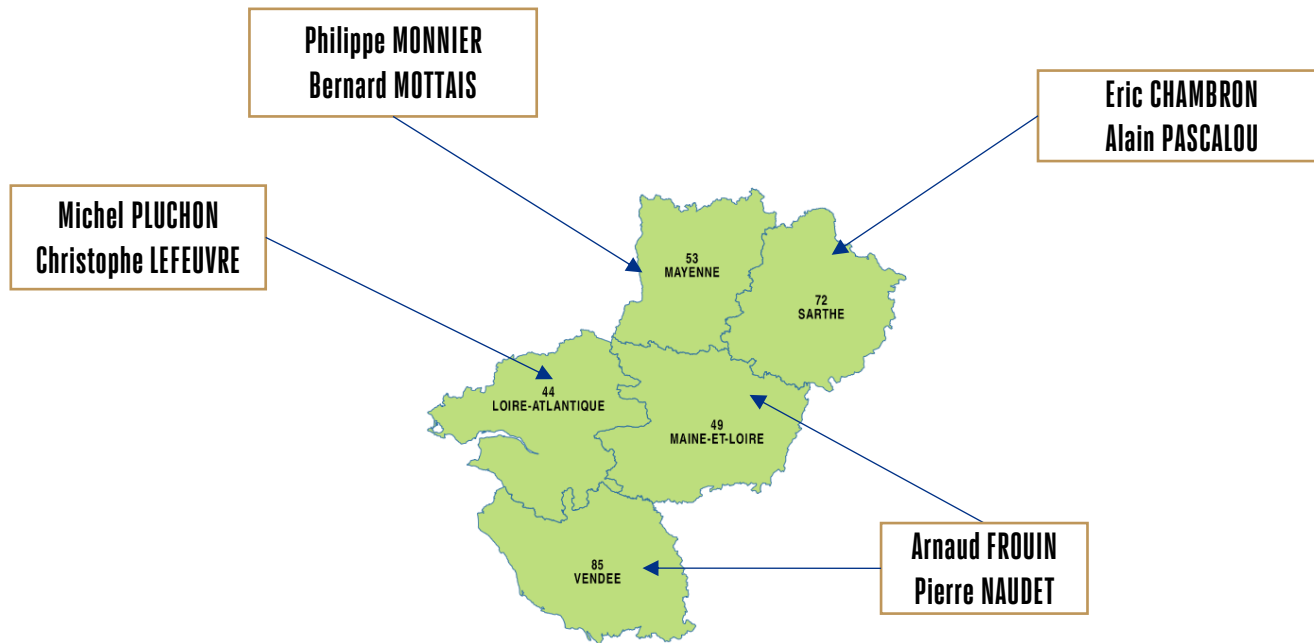 Philippe MONNIER
Bernard MOTTAIS
Eric CHAMBRON
Alain PASCALOU
Michel PLUCHON
Christophe LEFEUVRE
53
MAYENNE
72
SARTHE
44
LOIRE-ATLANTIQUE
49
MAINE-ET-LOIRE
Arnaud FROUIN
Pierre NAUDET
85
VENDEE